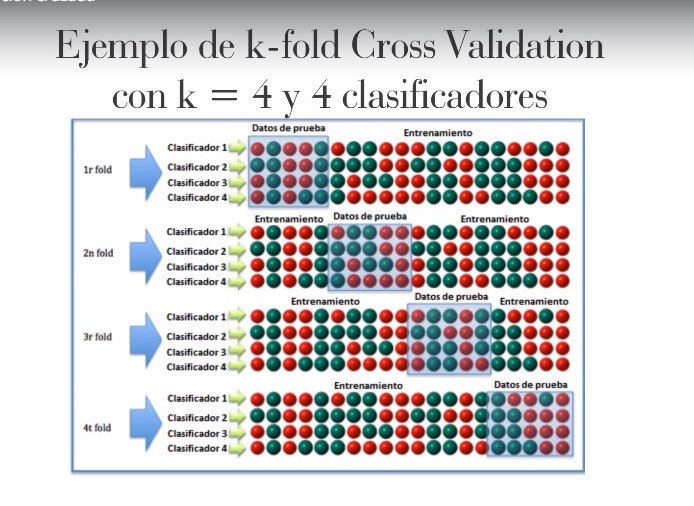 Ejemplo de k-fold Cross Validation
con k = 4 y 4 clasificadores
Datos de prueba Entrenamiento
1r fold
Clasificador 1
Clasificador 2
Clasificador 3
Clasificador 4
Entrenamiento Datos de prueba Entrenamiento
2n fold
Clasificador 1
Clasificador 2
Clasificador 3
Clasificador 4
Entrenamiento Datos de prueba Entrenamiento
3r fold
Clasificador 1
Clasificador 2
Clasificador 3
Clasificador 4
Entrenamiento Datos de prueba
4t fold
Clasificador 1
Clasificador 2
Clasificador 3
Clasificador 4